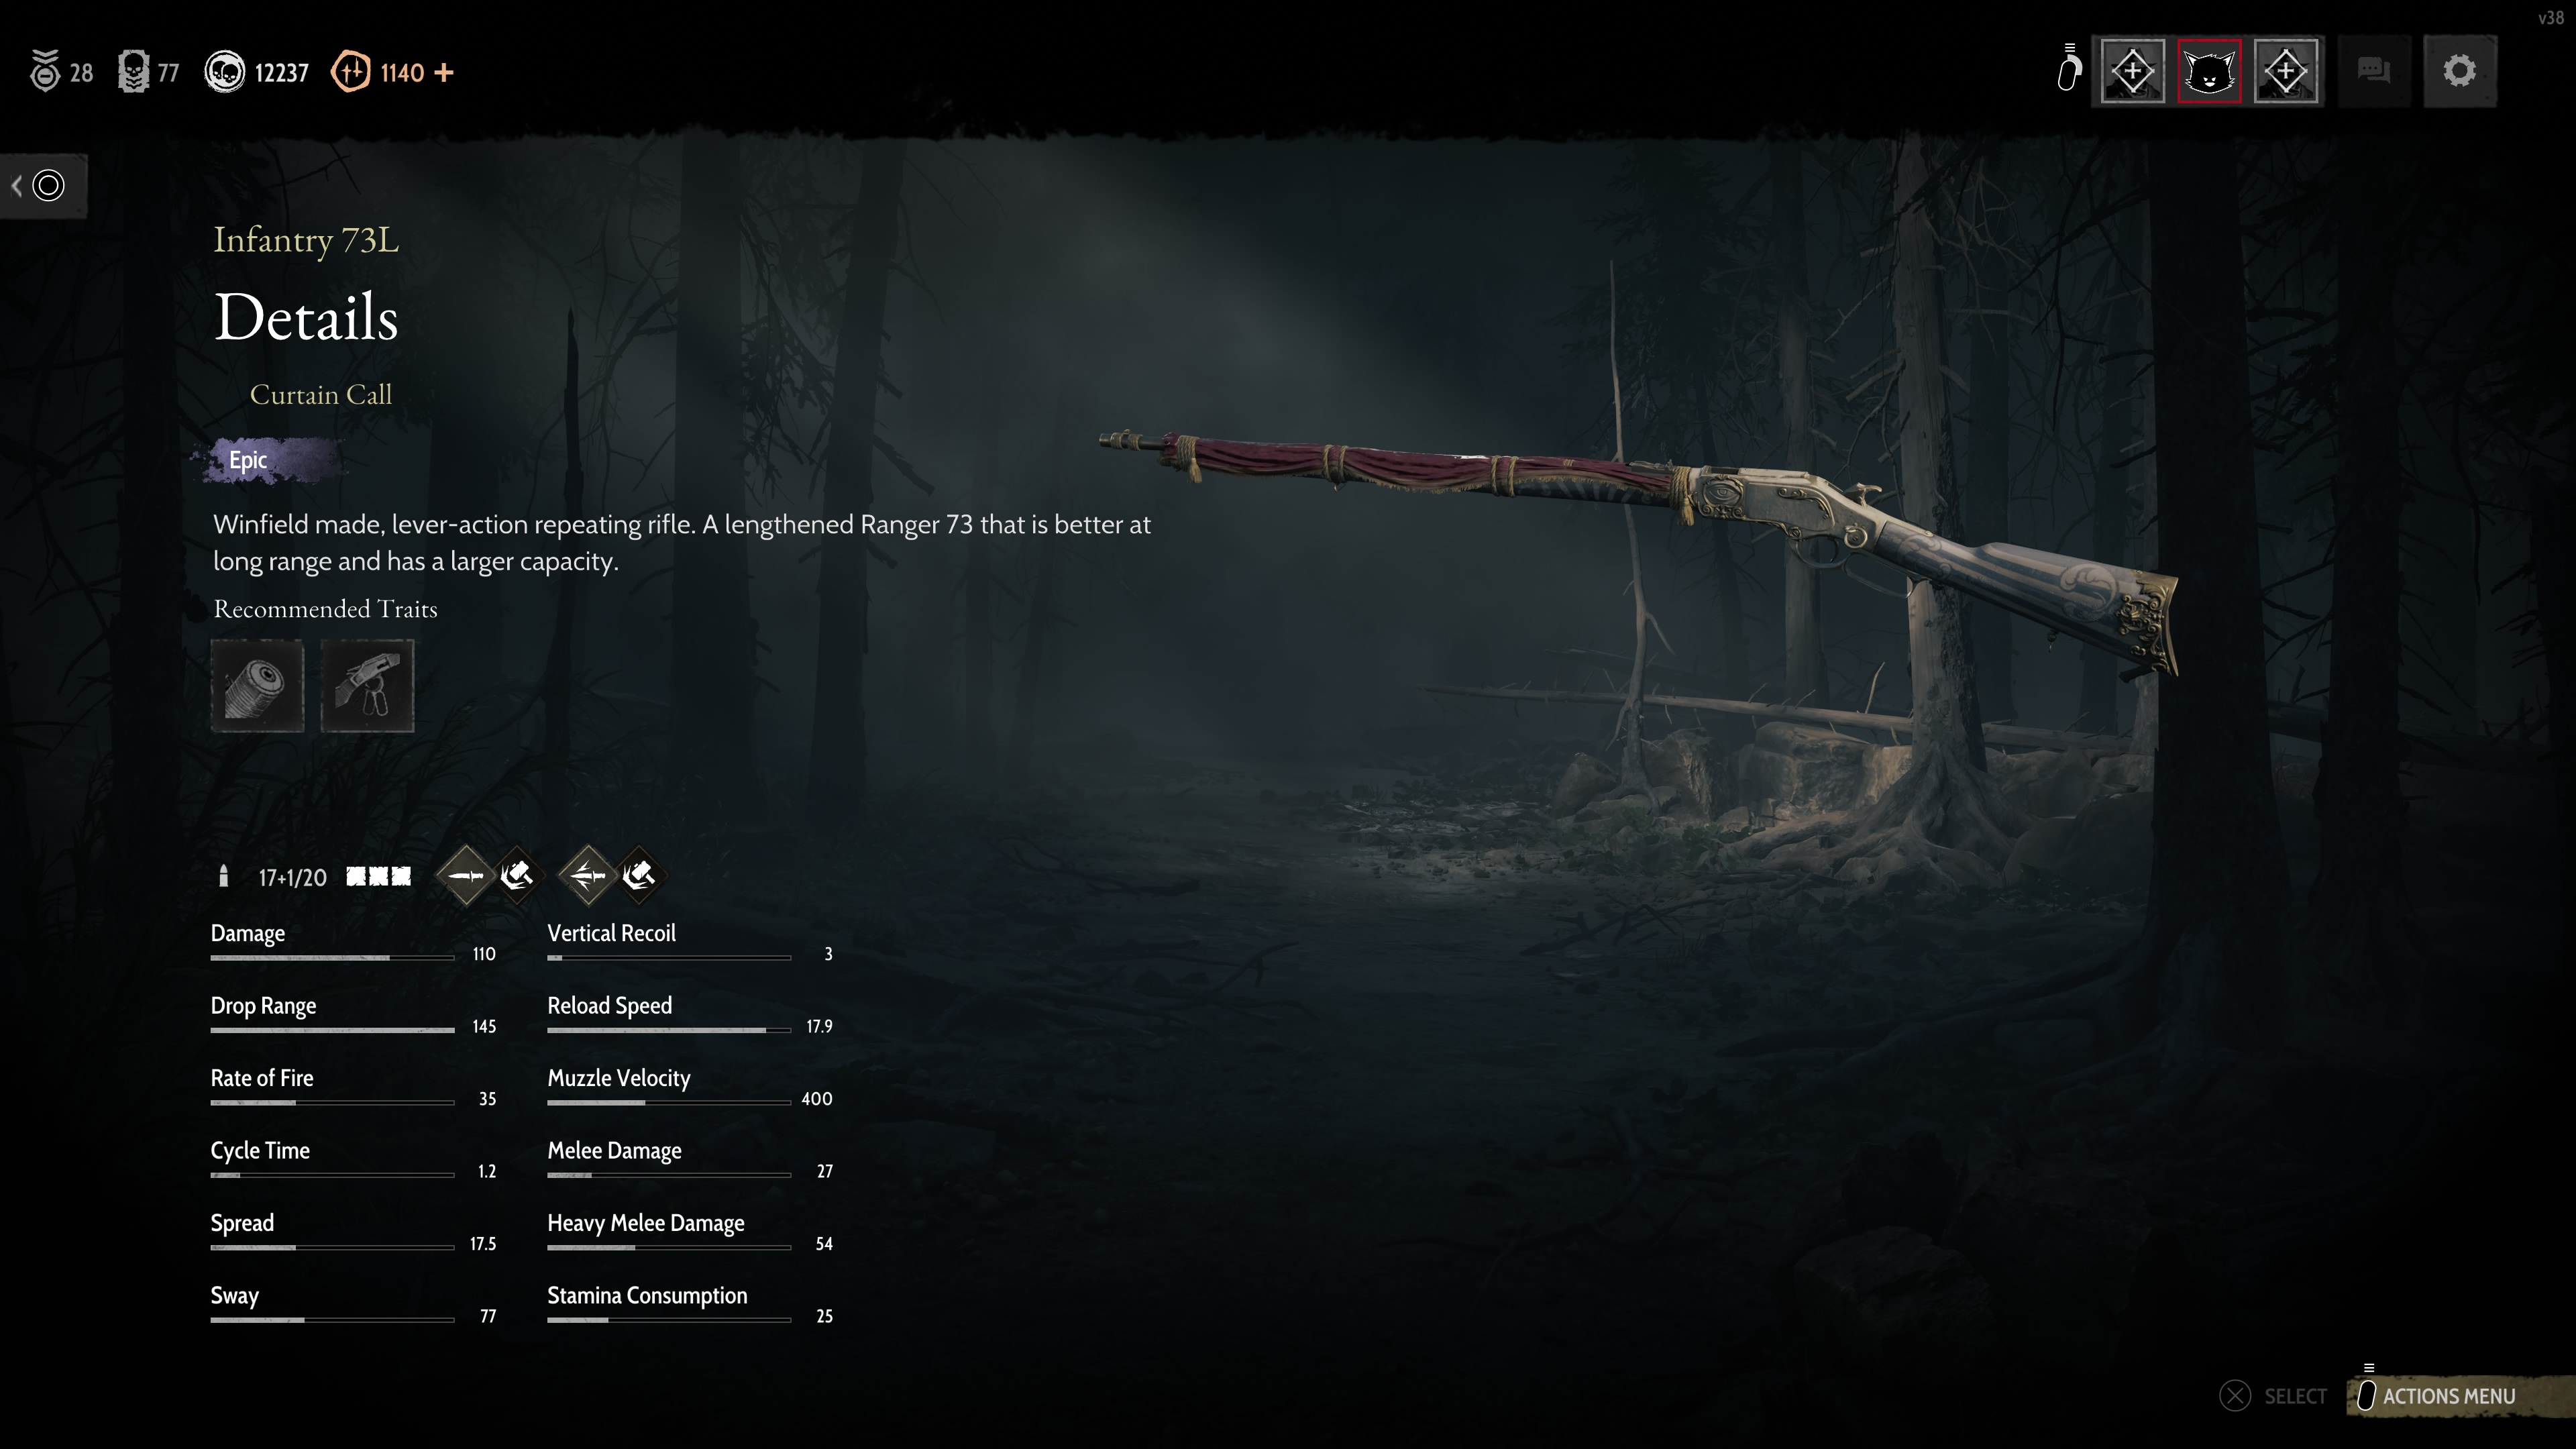 v38
28 77 12237 1140 +
Infantry 73L
Details
Curtain Call
Epic
Winfield made, lever-action repeating rifle. A lengthened Ranger 73 that is better at
long range and has a larger capacity.
Recommended Traits
17+1/20
Damage 110
Vertical Recoil 3
Drop Range 145
Reload Speed 17.9
Rate of Fire 35
Muzzle Velocity 400
Cycle Time 1.2
Melee Damage 27
Spread 17.5
Heavy Melee Damage 54
Sway 77
Stamina Consumption 25
SELECT
ACTIONS MENU